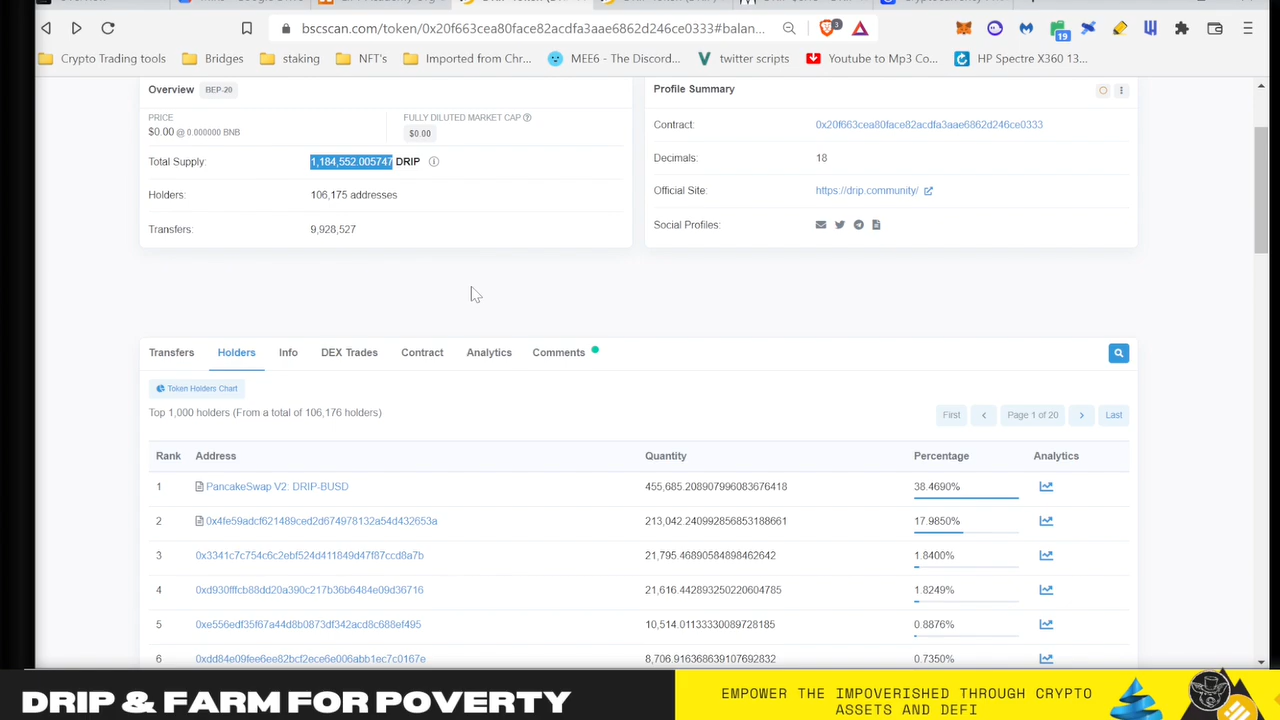 bscscan.com/token/0x20f663cea80face82acdfa3aae6862d246ce0333#balan...
3
19
Crypto Trading tools
Bridges
staking
NFT's
Imported from Chr...
MEE6 - The Discord...
twitter scripts
Youtube to Mp3 Co...
HP Spectre X360 13...
Overview BEP-20
PRICE
$0.00 @ 0.000000 BNB
FULLY DILUTED MARKET CAP
$0.00
Total Supply: 1,184,552.005747 DRIP
Holders: 106,175 addresses
Transfers: 9,928,527
Profile Summary
Contract: 0x20f663cea80face82acdfa3aae6862d246ce0333
Decimals: 18
Official Site: https://drip.community/
Social Profiles:
Transfers Holders Info DEX Trades Contract Analytics Comments
Token Holders Chart
Top 1,000 holders (From a total of 106,176 holders)
First < Page 1 of 20 > Last
Rank Address Quantity Percentage Analytics
1 PancakeSwap V2: DRIP-BUSD 455,685.208907996083676418 38.4690%
2 0x4fe59adcf621489ced2d674978132a54d432653a 213,042.240992856853188661 17.9850%
3 0x3341c7c754c6c2ebf524d411849d47f87ccd8a7b 21,795.46890584898462642 1.8400%
4 0xd930fffcb88dd20a390c217b36b6484e09d36716 21,616.4428932502206047​85 1.8249%
5 0xe556edf35f67a44d8b0873df342acd8c688ef495 10,514.01133330089728185 0.8876%
6 0xdd84e09fee6ee82bcf2ece6e006abb1ec7c0167e 8,706.916368639107692832 0.7350%
DRIP & FARM FOR POVERTY
EMPOWER THE IMPOVERISHED THROUGH CRYPTO
ASSETS AND DEFI